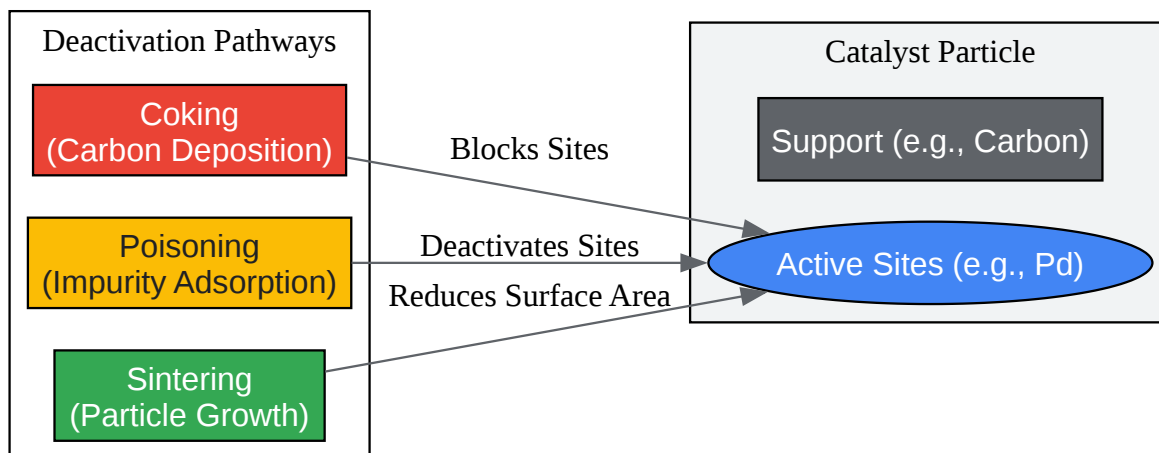 Deactivation Pathways
Coking
(Carbon Deposition)
Poisoning
(Impurity Adsorption)
Sintering
(Particle Growth)
Blocks Sites
Deactivates Sites
Reduces Surface Area
Catalyst Particle
Support (e.g., Carbon)
Active Sites (e.g., Pd)